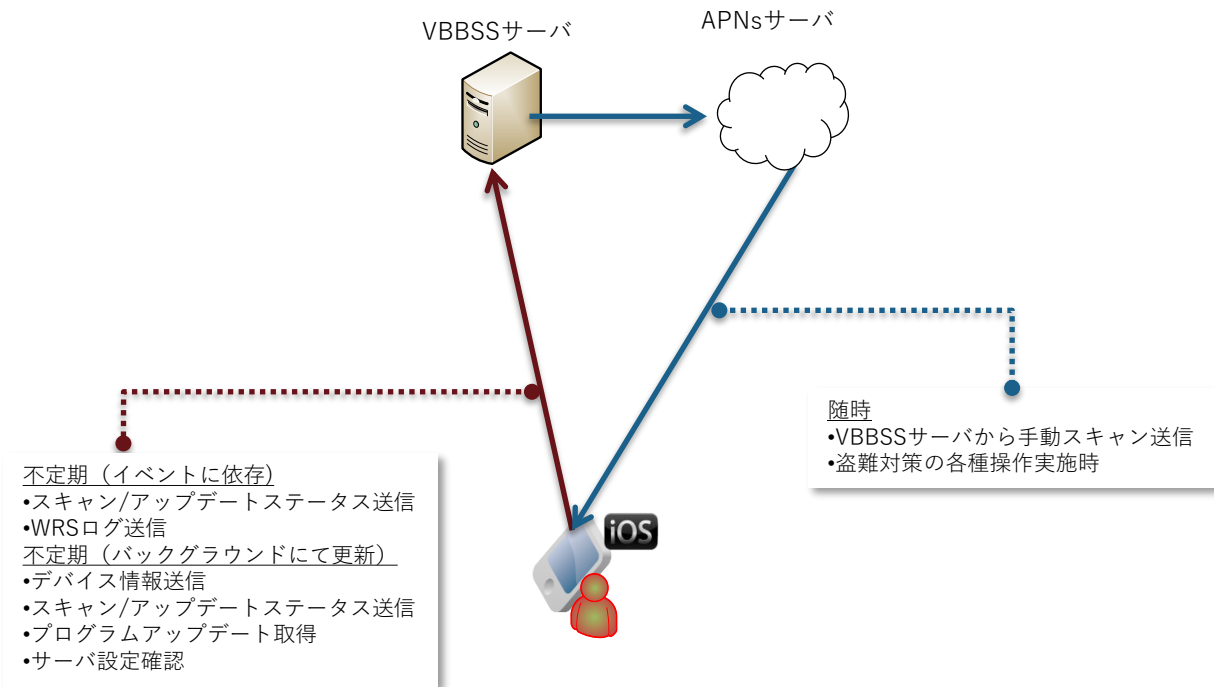 VBBSSサーバ
APNsサーバ
随時
•VBBSSサーバから手動スキャン送信
•盗難対策の各種操作実施時
不定期（イベントに依存)
•スキャン/アップデートステータス送信
•WRSログ送信
不定期（バックグラウンドにて更新）
•デバイス情報送信
•スキャン/アップデートステータス送信
•プログラムアップデート取得
•サーバ設定確認
iOS